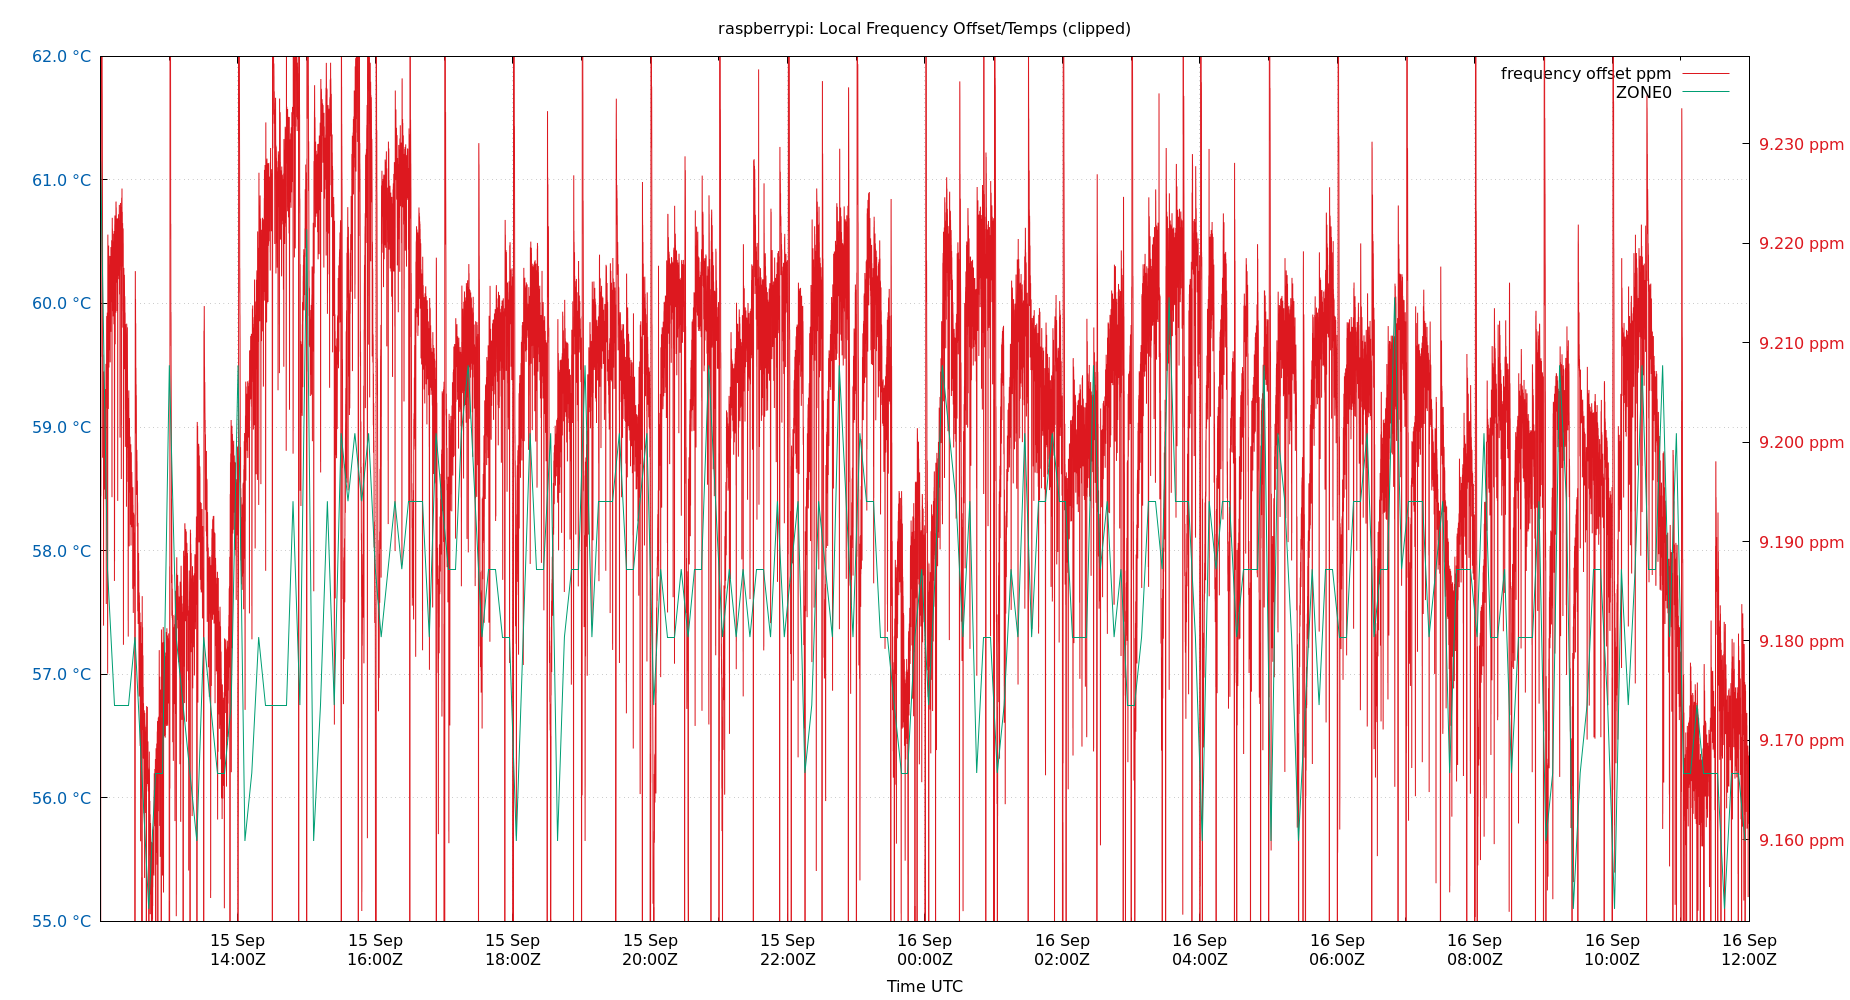 raspberrypi: Local Frequency Offset/Temps (clipped)
62.0 °C
61.0 °C
60.0 °C
59.0 °C
58.0 °C
57.0 °C
56.0 °C
55.0 °C
frequency offset ppm
ZONE0
9.230 ppm
9.220 ppm
9.210 ppm
9.200 ppm
9.190 ppm
9.180 ppm
9.170 ppm
9.160 ppm
15 Sep 15 Sep 15 Sep 15 Sep 15 Sep 16 Sep 16 Sep 16 Sep 16 Sep 16 Sep 16 Sep 16 Sep
14:00Z 16:00Z 18:00Z 20:00Z 22:00Z 00:00Z 02:00Z 04:00Z 06:00Z 08:00Z 10:00Z 12:00Z
Time UTC